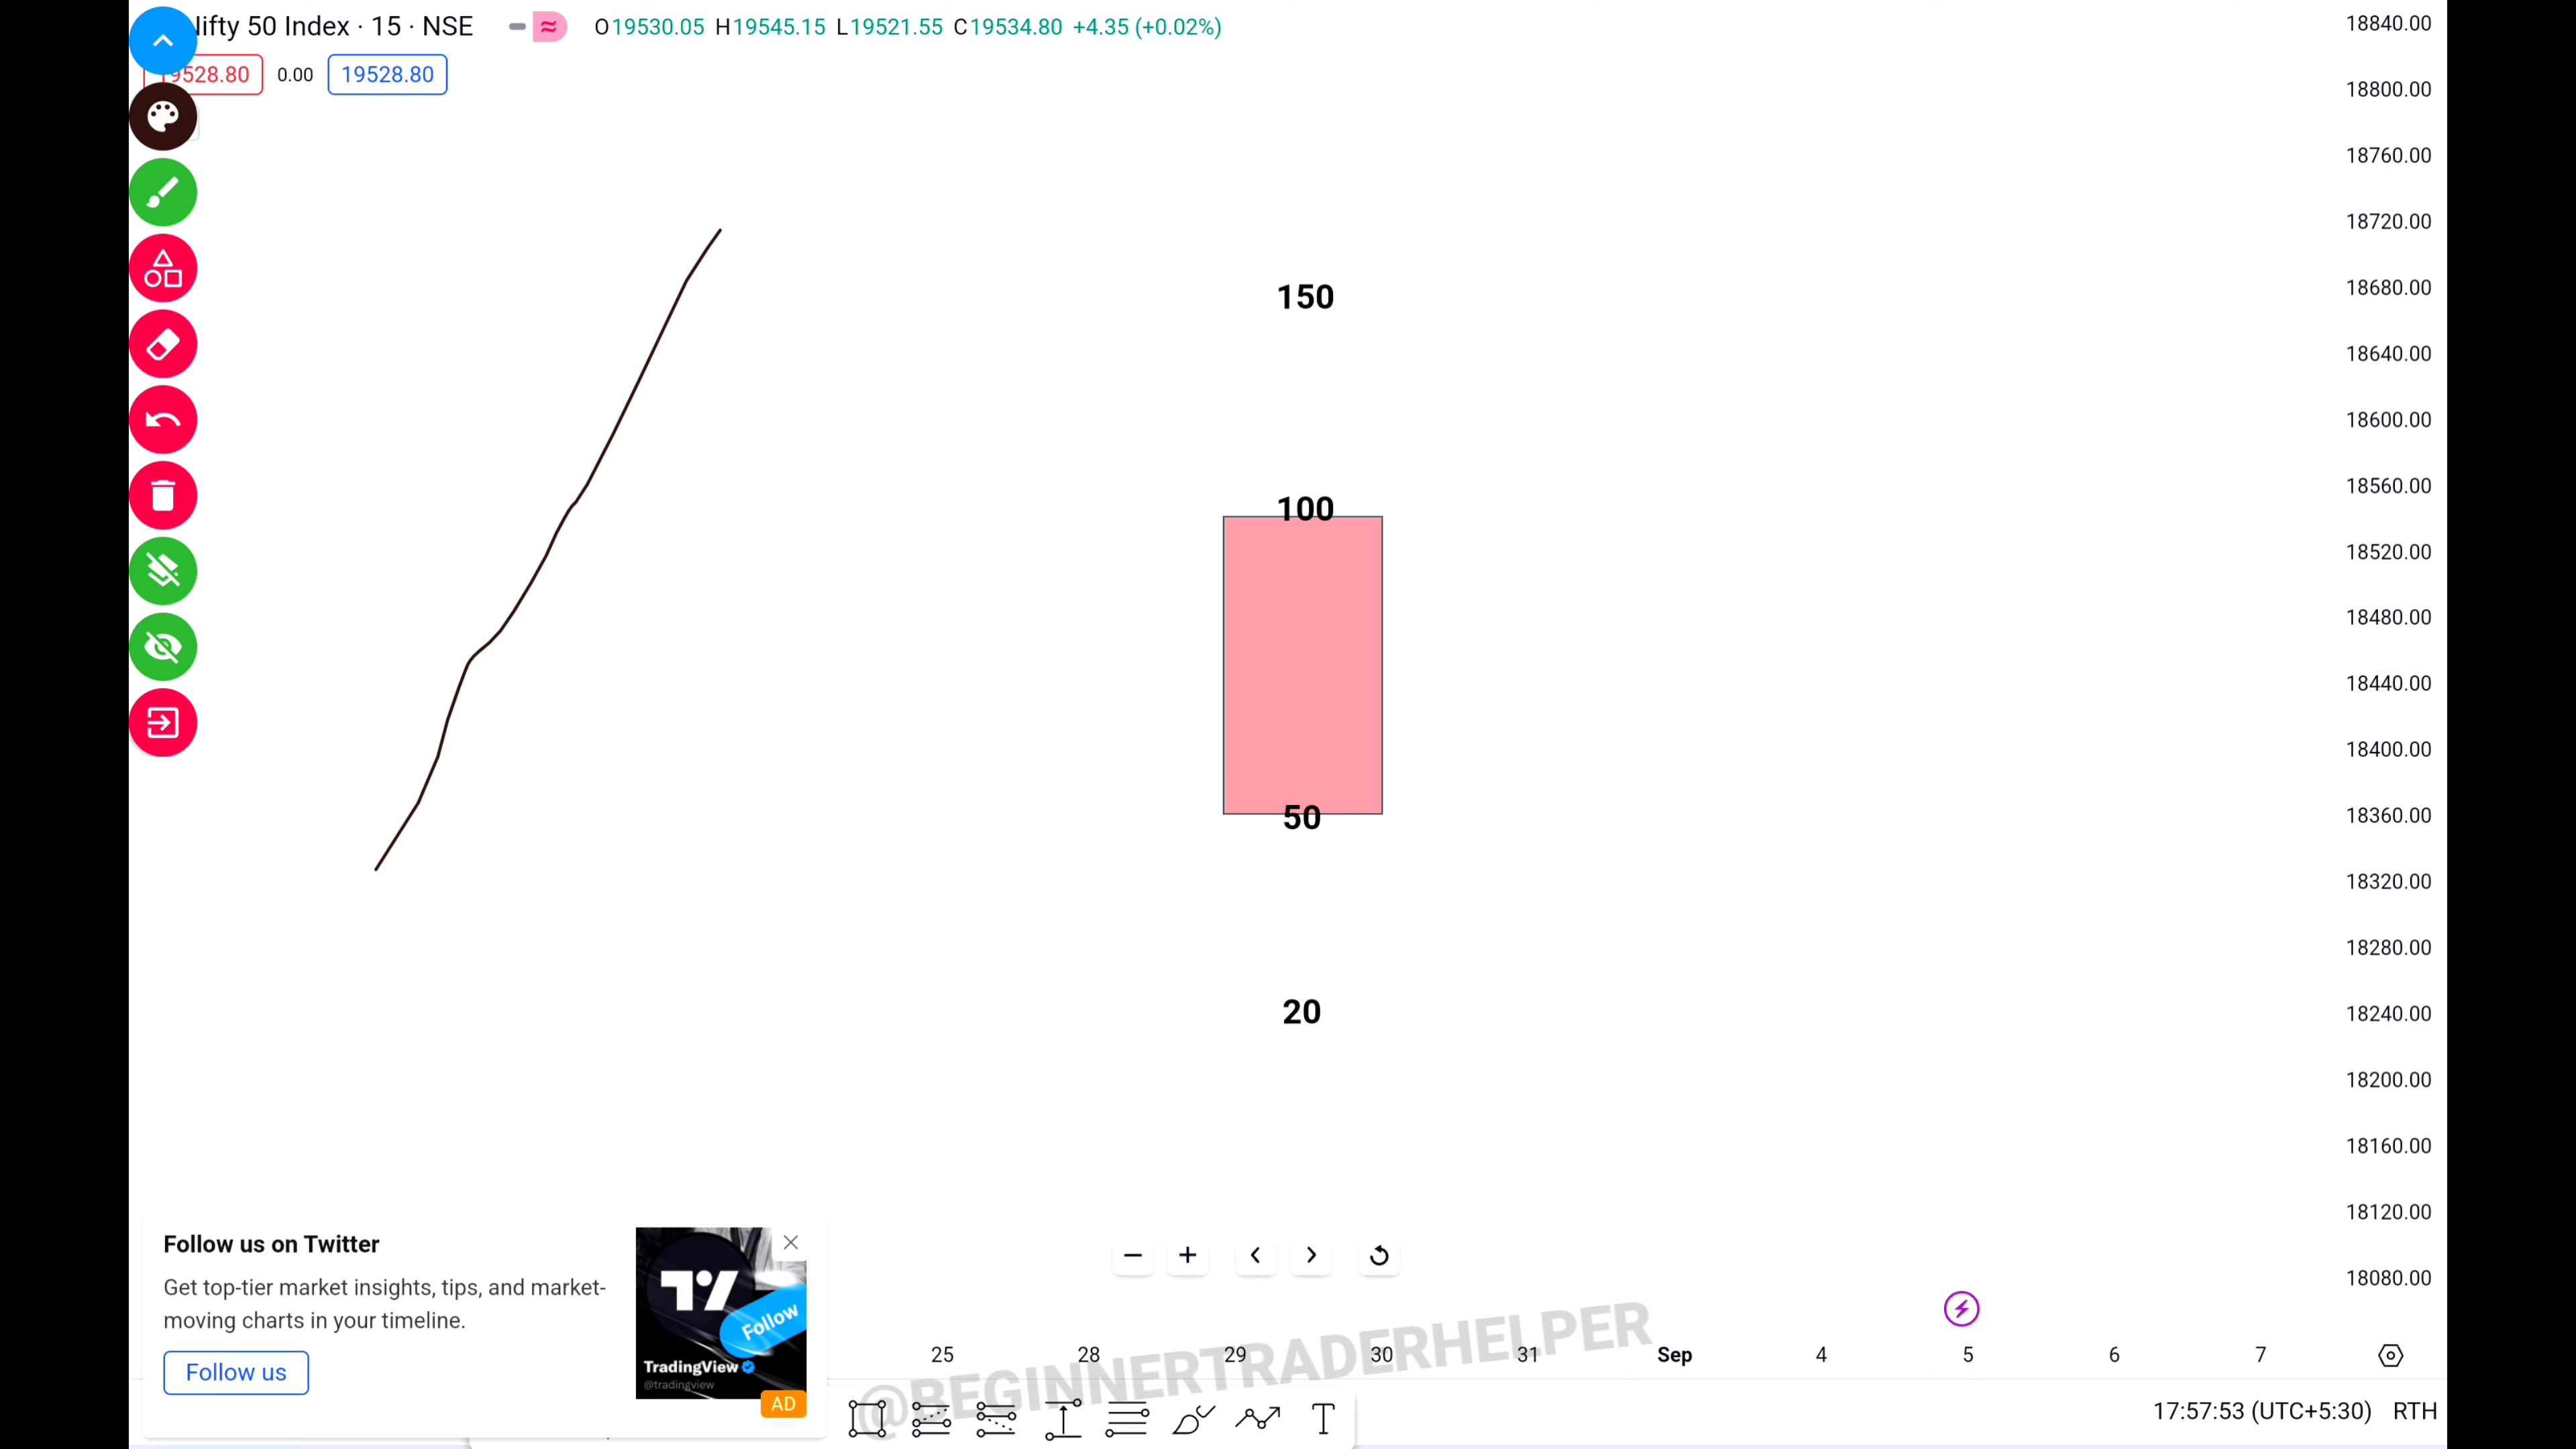 Nifty 50 Index · 15 · NSE O19530.05 H19545.15 L19521.55 C19534.80 +4.35 (+0.02%)
19528.80 0.00 19528.80
18840.00
18800.00
18760.00
18720.00
18680.00
18640.00
18600.00
18560.00
18520.00
18480.00
18440.00
18400.00
18360.00
18320.00
18280.00
18240.00
18200.00
18160.00
18120.00
18080.00
150
100
50
20
Follow us on Twitter
Get top-tier market insights, tips, and market-
moving charts in your timeline.
Follow us
Follow
TradingView
@tradingview
AD
25 28 29 30 31 Sep 4 5 6 7
@BEGINNERTRADERHELPER
17:57:53 (UTC+5:30) RTH